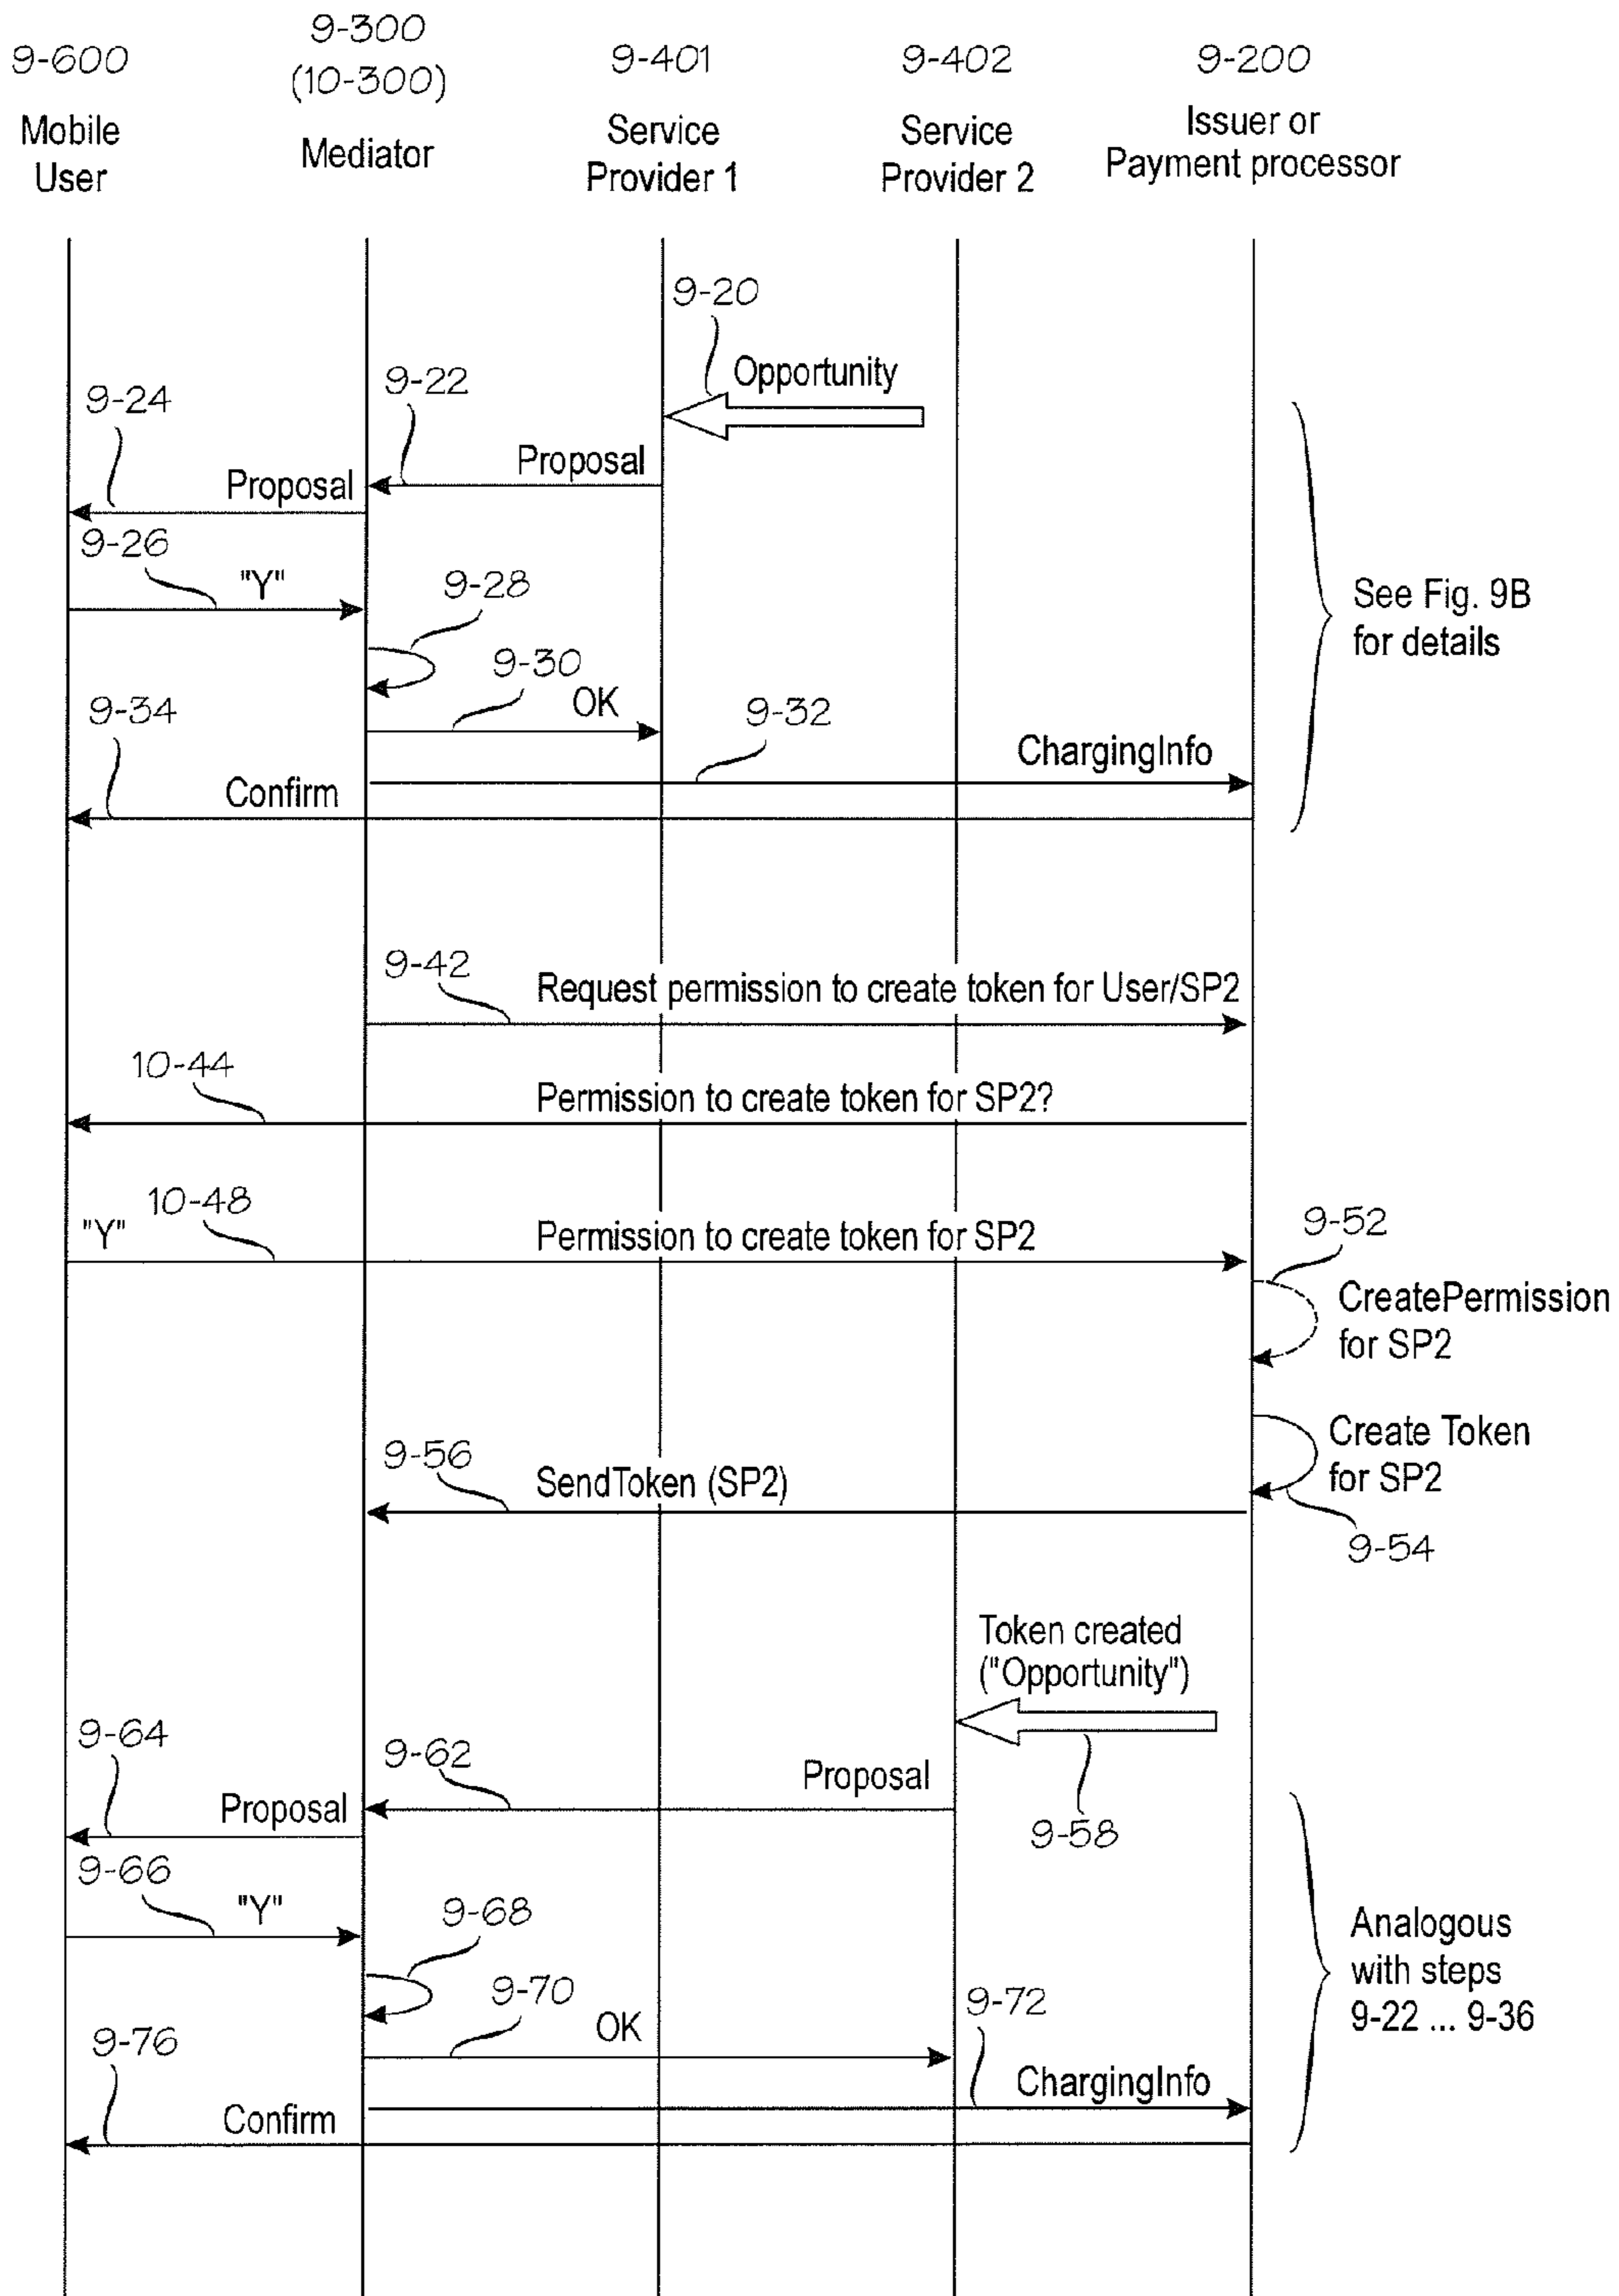 9-600
9-300
(10-300)
9-401
9-402
9-200
Mobile
User
Mediator
Service
Provider 1
Service
Provider 2
Issuer or
Payment processor
9-20
Opportunity
9-22
9-24
Proposal
Proposal
9-26
"Y"
9-28
See Fig. 9B
for details
9-30
OK
9-34
9-32
ChargingInfo
Confirm
9-42
Request permission to create token for User/SP2
10-44
Permission to create token for SP2?
10-48
"Y"
Permission to create token for SP2
9-52
CreatePermission
for SP2
Create Token
for SP2
9-56
SendToken (SP2)
9-54
Token created
("Opportunity")
9-64
9-62
Proposal
Proposal
9-58
9-66
"Y"
9-68
Analogous
with steps
9-22 ... 9-36
9-70
OK
9-72
9-76
ChargingInfo
Confirm